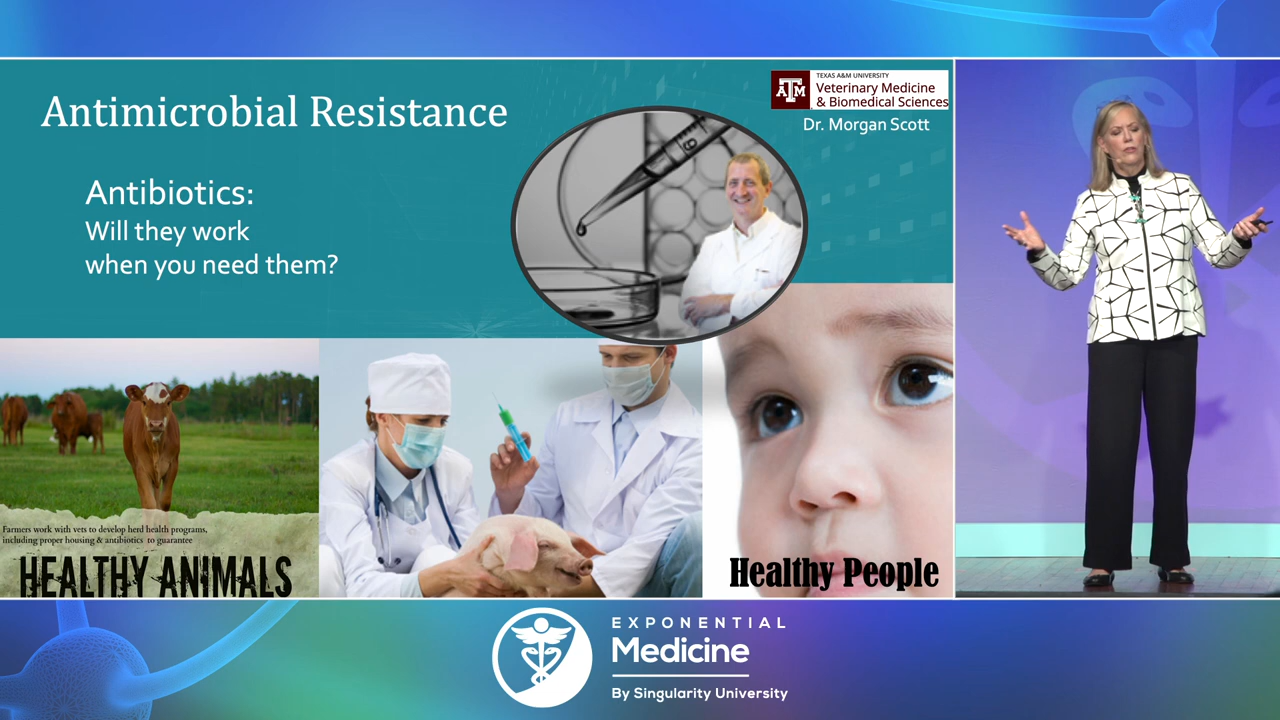 Antimicrobial Resistance
Antibiotics:
Will they work
when you need them?
TEXAS A&M UNIVERSITY
ATM
Veterinary Medicine
& Biomedical Sciences
Dr. Morgan Scott
Farmers work with vets to develop herd health programs,
including proper housing & antibiotics to guarantee
HEALTHY ANIMALS
Healthy People
EXPONENTIAL
Medicine
By Singularity University